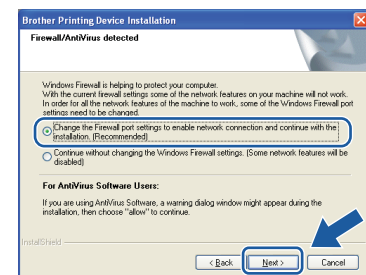 Brother Printing Device Installation
Firewall/AntiVirus detected
Windows Firewall is helping to protect your computer.
With the current firewall settings some of the network features on your machine will not work.
In order for all the network features of the machine to work, some of the Windows Firewall port
settings need to be changed.
Change the Firewall port settings to enable network connection and continue with the
installation. (Recommended)
Continue without changing the Windows Firewall settings. (Some network features will be
disabled)
For AntiVirus Software Users:
If you are using AntiVirus Software, a warning dialog window might appear during the
installation, then choose "allow" to continue.
InstallShield
< Back Next > Cancel